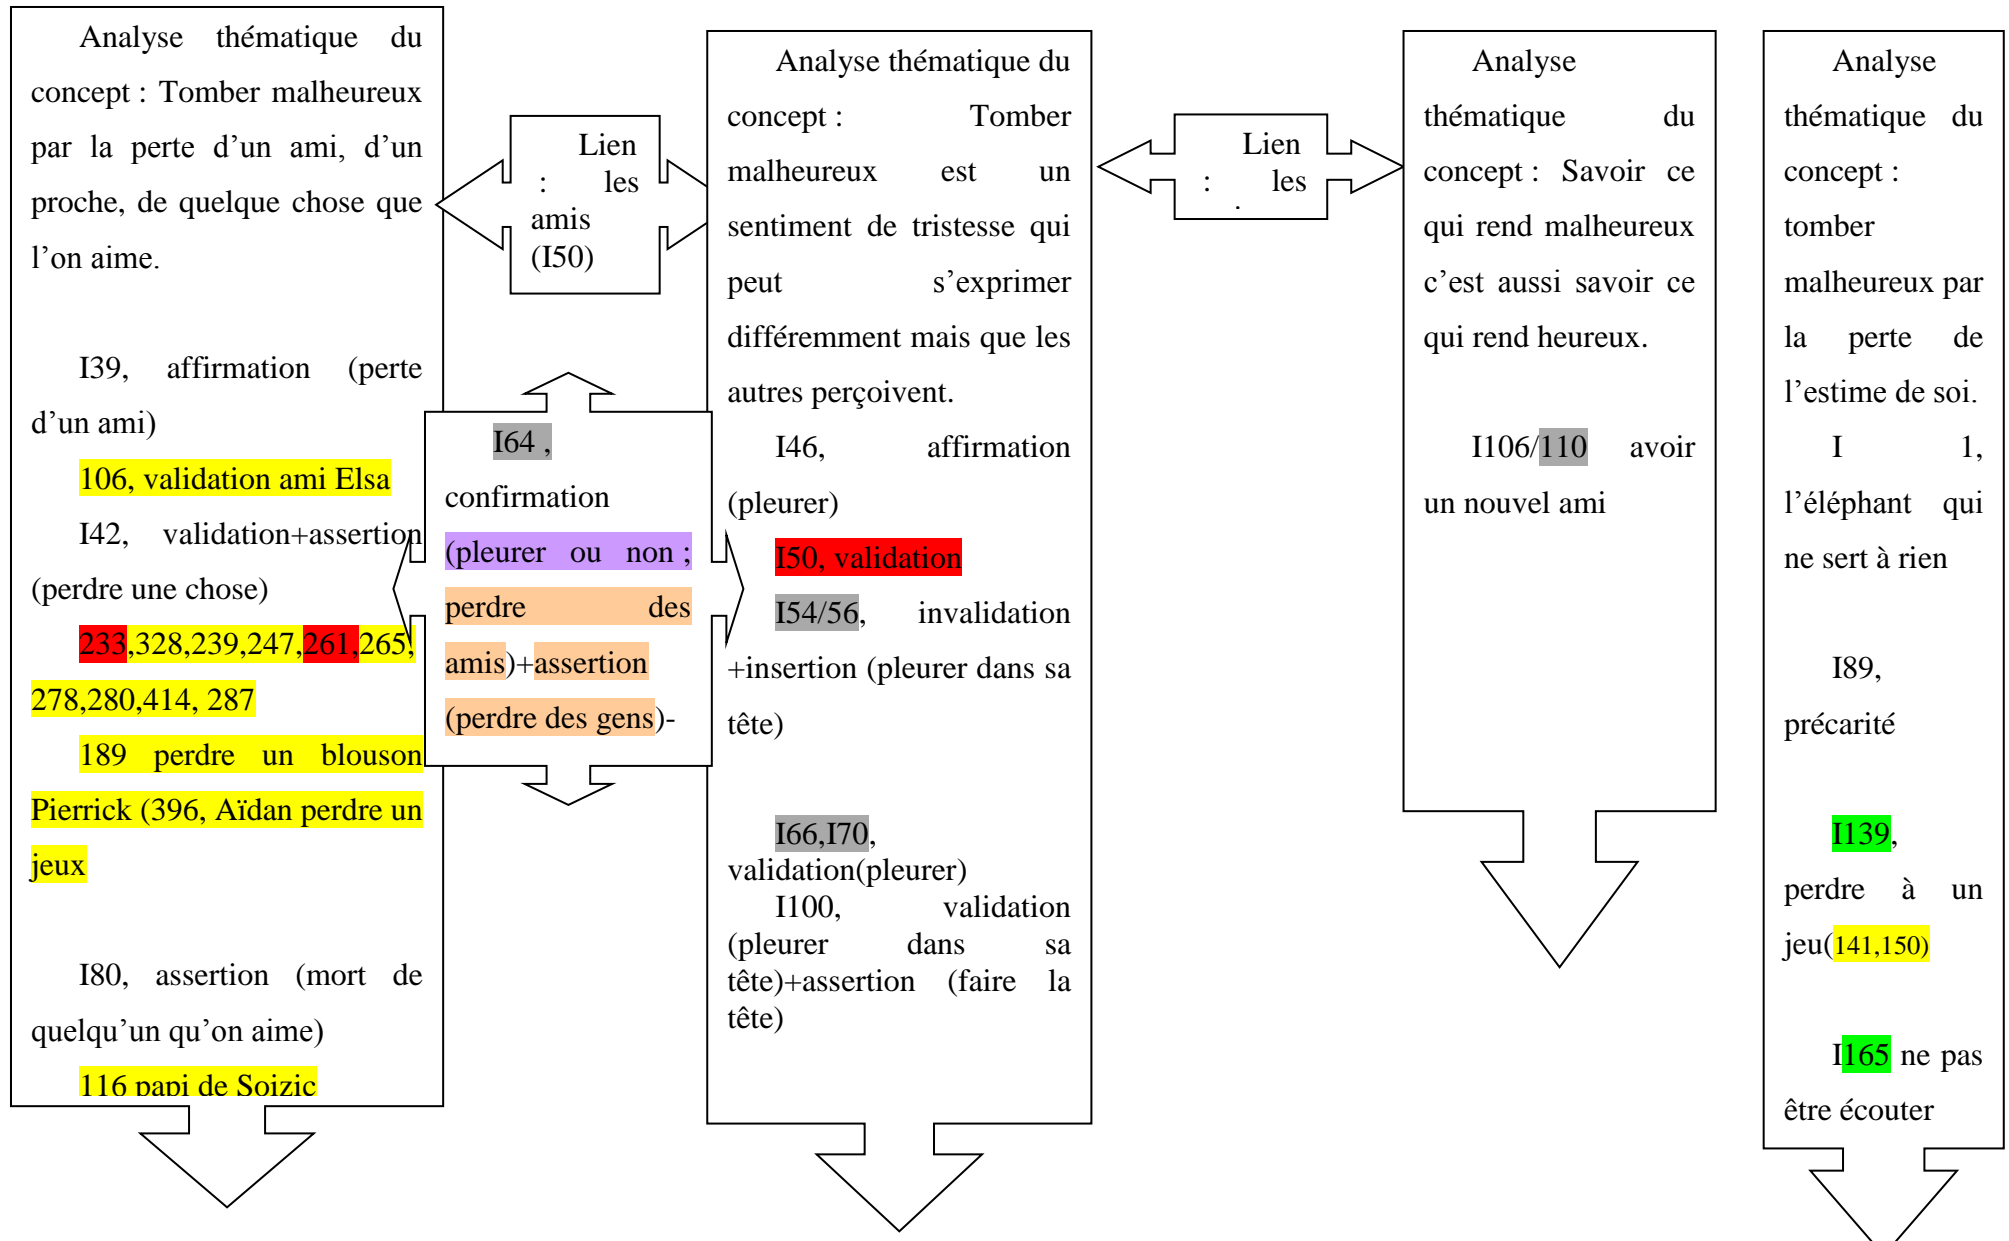 Analyse thématique du
concept : Tomber malheureux
par la perte d’un ami, d’un
proche, de quelque chose que
l’on aime.
I39, affirmation (perte
d’un ami)
106, validation ami Elsa
I42, validation+assertion
(perdre une chose)
233,328,239,247,261,265,
278,280,414, 287
189 perdre un blouson
Pierrick (396, Aïdan perdre un
jeux
I80, assertion (mort de
quelqu’un qu’on aime)
116 papi de Soizic
Lien
: les
amis
(I50)
I64 ,
confirmation
(pleurer ou non ;
perdre des
amis)+assertion
(perdre des gens)-
Analyse thématique du
concept : Tomber
malheureux est un
sentiment de tristesse qui
peut s’exprimer
différemment mais que les
autres perçoivent.
I46, affirmation
(pleurer)
I50, validation
I54/56, invalidation
+insertion (pleurer dans sa
tête)
I66,I70,
validation(pleurer)
I100, validation
(pleurer dans sa
tête)+assertion (faire la
tête)
Lien
: les
.
Analyse
thématique du
concept : Savoir ce
qui rend malheureux
c’est aussi savoir ce
qui rend heureux.
I106/110 avoir
un nouvel ami
Analyse
thématique du
concept :
tomber
malheureux par
la perte de
l’estime de soi.
I 1,
l’éléphant qui
ne sert à rien
I89,
précarité
I139,
perdre à un
jeu(141,150)
I165 ne pas
être écouter